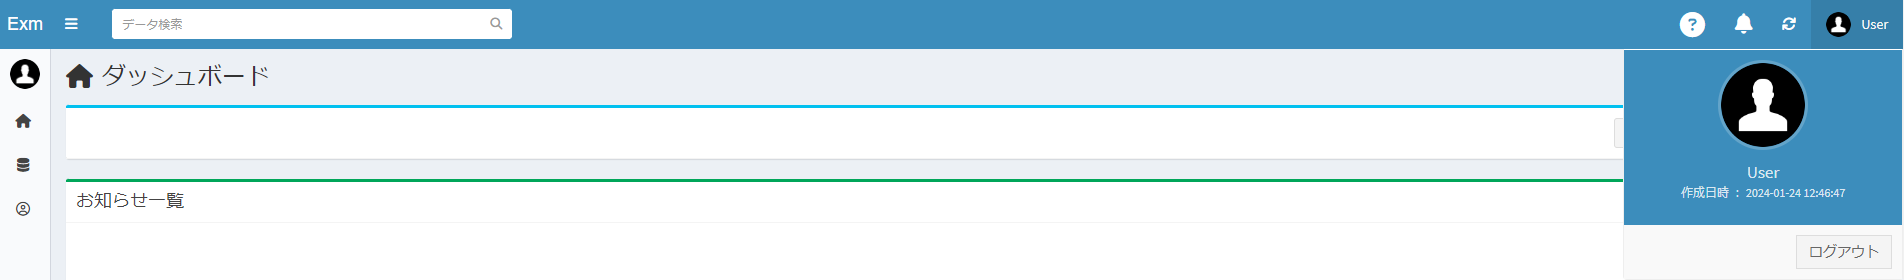 Exm
データ検索
?
User
ダッシュボード
お知らせ一覧
User
作成日時 : 2024-01-24 12:46:47
ログアウト